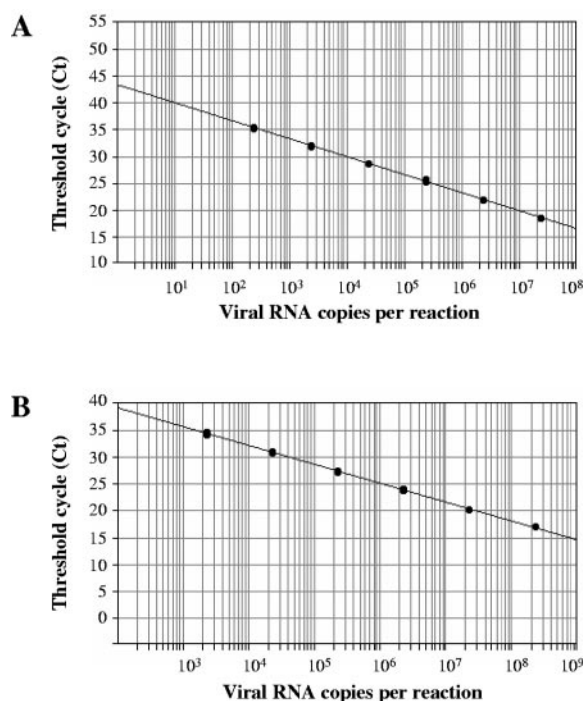 A
Threshold cycle (Ct)
55
50
45
40
35
30
25
20
15
10
10¹ 10² 10³ 10⁴ 10⁵ 10⁶ 10⁷ 10⁸
Viral RNA copies per reaction
B
Threshold cycle (Ct)
40
35
30
25
20
15
5
5
0
10³ 10⁴ 10⁵ 10⁶ 10⁷ 10⁸ 10⁹
Viral RNA copies per reaction